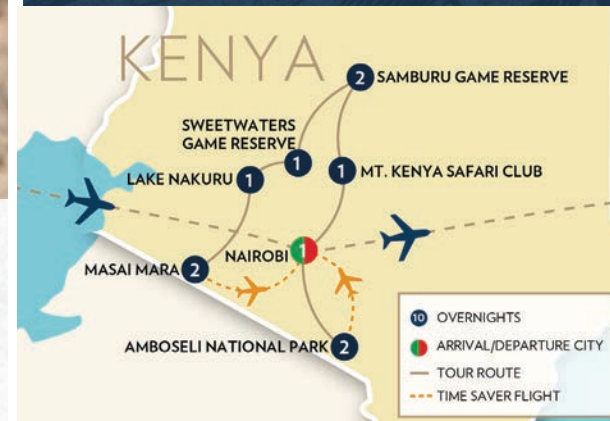 KENYA
2 SAMBURU GAME RESERVE
SWEETWATERS
GAME RESERVE
1
LAKE NAKURU 1
1 MT. KENYA SAFARI CLUB
NAIROBI 1
MASAI MARA 2
AMBOSELI NATIONAL PARK 2
10 OVERNIGHTS
ARRIVAL/DEPARTURE CITY
TOUR ROUTE
TIME SAVER FLIGHT